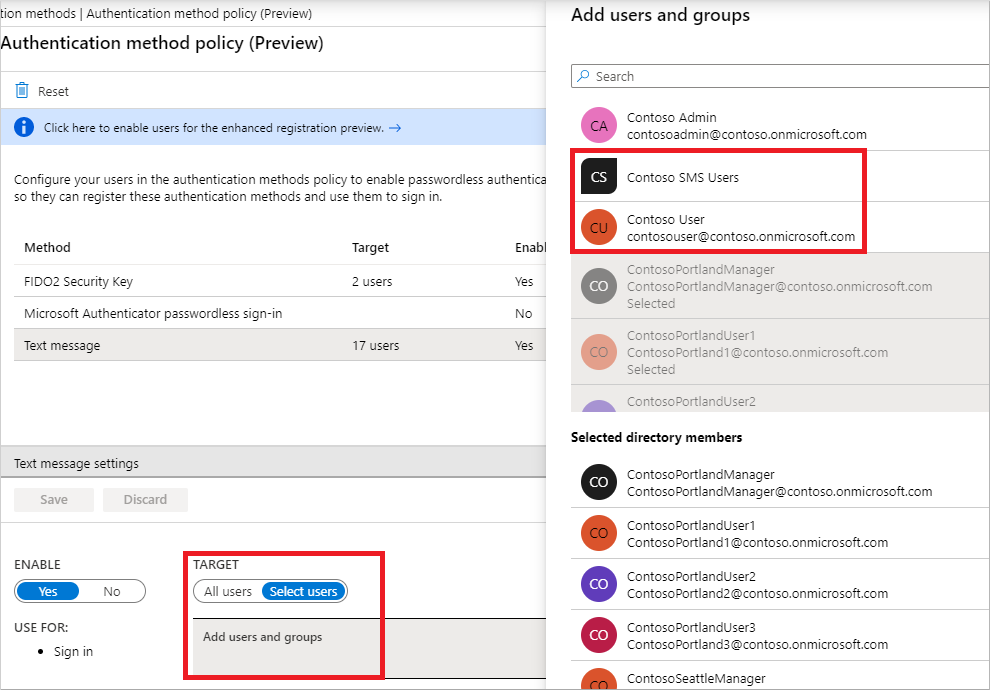 tion methods | Authentication method policy (Preview)
Authentication method policy (Preview)
Reset
Click here to enable users for the enhanced registration preview. →
Configure your users in the authentication methods policy to enable passwordless authentica
so they can register these authentication methods and use them to sign in.
Method Target Enabl
FIDO2 Security Key 2 users Yes
Microsoft Authenticator passwordless sign-in No
Text message 17 users Yes
Text message settings
Save Discard
ENABLE
Yes No
USE FOR:
• Sign in
TARGET
All users Select users
Add users and groups
Add users and groups
Search
CA
Contoso Admin
contosoadmin@contoso.onmicrosoft.com
CS
Contoso SMS Users
CU
Contoso User
contosouser@contoso.onmicrosoft.com
CO
ContosoPortlandManager
ContosoPortlandManager@contoso.onmicrosoft.com
Selected
CO
ContosoPortlandUser1
ContosoPortland1@contoso.onmicrosoft.com
Selected
ContosoPortlandUser2
Selected directory members
CO
ContosoPortlandManager
ContosoPortlandManager@contoso.onmicrosoft.com
CO
ContosoPortlandUser1
ContosoPortland1@contoso.onmicrosoft.com
CO
ContosoPortlandUser2
ContosoPortland2@contoso.onmicrosoft.com
CO
ContosoPortlandUser3
ContosoPortland3@contoso.onmicrosoft.com
CO
ContosoSeattleManager